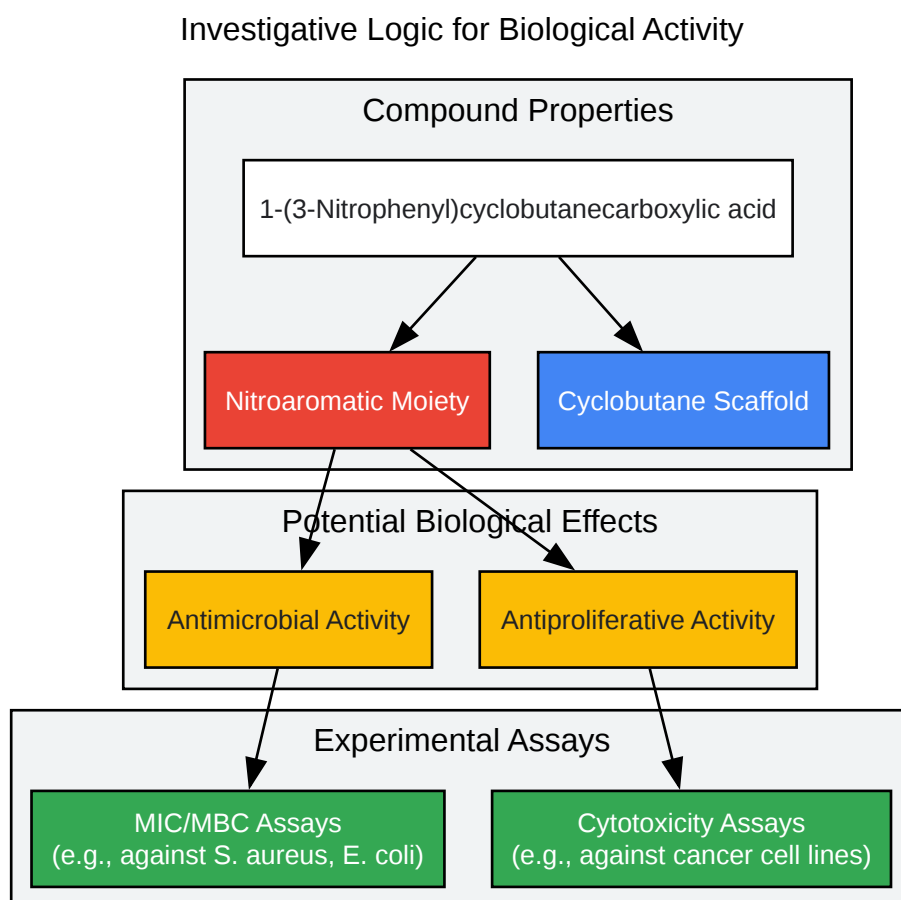 Investigative Logic for Biological Activity
Compound Properties
1-(3-Nitrophenyl)cyclobutanecarboxylic acid
Nitroaromatic Moiety
Cyclobutane Scaffold
Potential Biological Effects
Antimicrobial Activity
Antiproliferative Activity
Experimental Assays
MIC/MBC Assays
(e.g., against S. aureus, E. coli)
Cytotoxicity Assays
(e.g., against cancer cell lines)